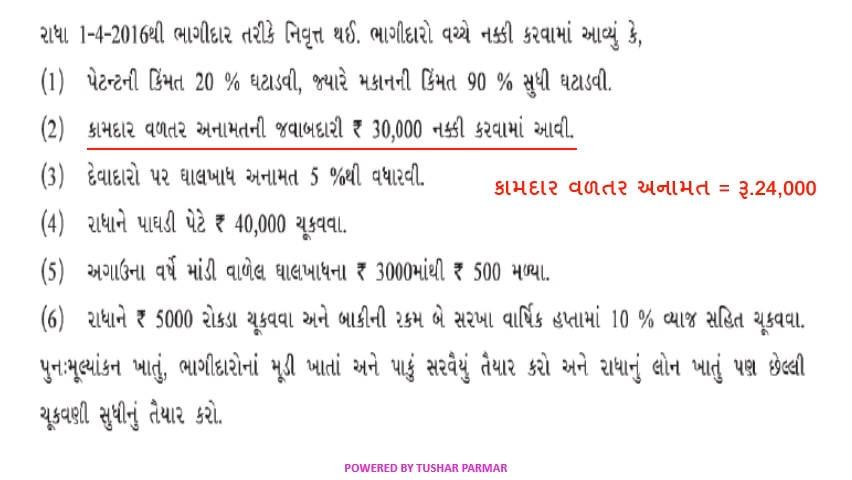 રાધા 1-4-2016થી ભાગીદાર તરીકે નિવૃત્ત થઈ. ભાગીદારો વચ્ચે નક્કી કરવામાં આવ્યું કે,
(1) પેટન્ટની કિંમત 20 % ઘટાડવી, જ્યારે મકાનની કિંમત 90 % સુધી ઘટાડવી.
(2) કામદાર વળતર અનામતની જવાબદારી ₹ 30,000 નક્કી કરવામાં આવી.
(3) દેવાદારો પર ઘાલખાધ અનામત 5 %થી વધારવી.
કામદાર વળતર અનામત = રૂ.24,000
(4) રાધાને પાઘડી પેટે ₹ 40,000 ચૂકવવા.
(5) અગાઉના વર્ષે માંડી વાળેલ ઘાલખાધના ₹ 3000માંથી ₹ 500 મળ્યા.
(6) રાધાને ₹ 5000 રોકડા ચૂકવવા અને બાકીની રકમ બે સરખા વાર્ષિક હપ્તામાં 10 % વ્યાજ સહિત ચૂકવવા.
પુનઃમૂલ્યાંકન ખાતું, ભાગીદારોનાં મૂડી ખાતાં અને પાકું સરવૈયું તૈયાર કરો અને રાધાનું લોન ખાતું પણ છેલ્લી
ચૂકવણી સુધીનું તૈયાર કરો.
POWERED BY TUSHAR PARMAR